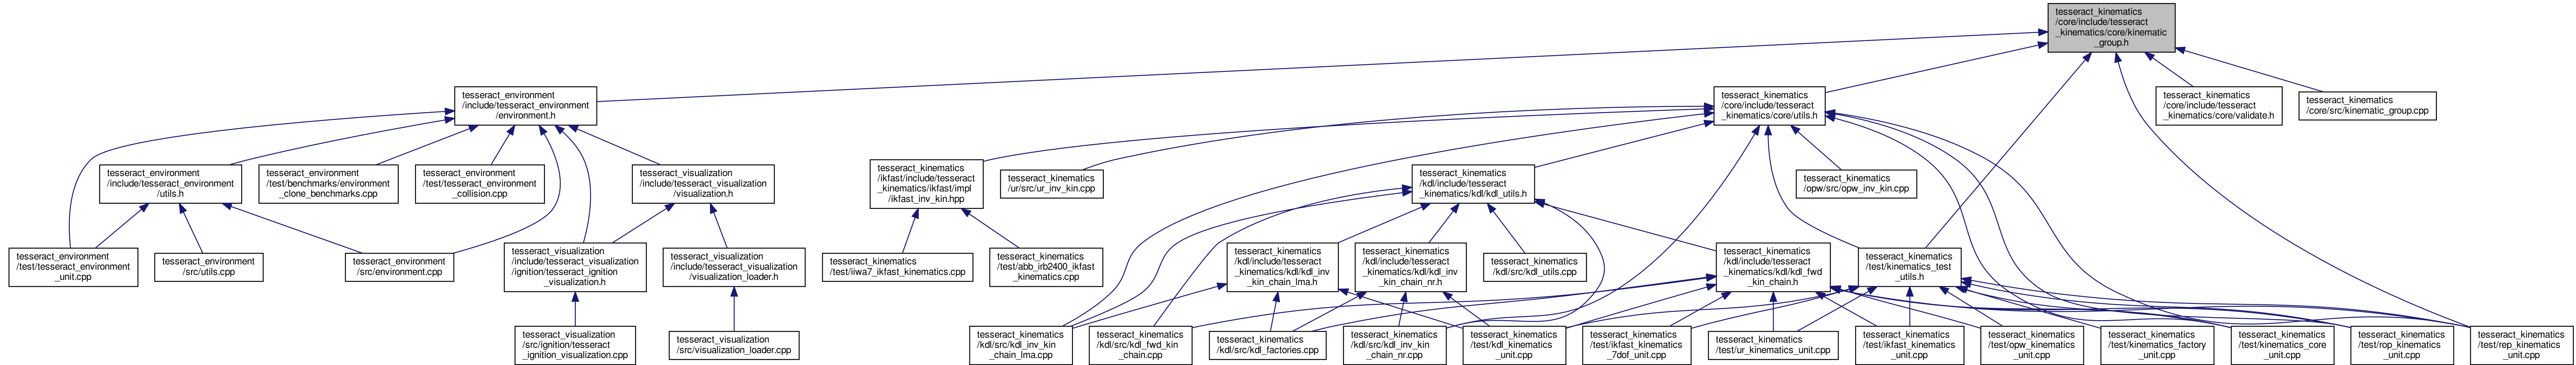 tesseract_kinematics
/core/include/tesseract
_kinematics/core/kinematic
_group.h
tesseract_environment
/include/tesseract_environment
/environment.h
tesseract_kinematics
/core/include/tesseract
_kinematics/core/utils.h
tesseract_kinematics
/core/include/tesseract
_kinematics/core/validate.h
tesseract_kinematics
/core/src/kinematic_group.cpp
tesseract_environment
/include/tesseract_environment
/utils.h
tesseract_environment
/test/benchmarks/environment
_clone_benchmarks.cpp
tesseract_environment
/test/tesseract_environment
_collision.cpp
tesseract_visualization
/include/tesseract_visualization
/visualization.h
tesseract_kinematics
/ikfast/include/tesseract
_kinematics/ikfast/impl
/ikfast_inv_kin.hpp
tesseract_kinematics
/ur/src/ur_inv_kin.cpp
tesseract_kinematics
/kdl/include/tesseract
_kinematics/kdl/kdl_utils.h
tesseract_kinematics
/opw/src/opw_inv_kin.cpp
tesseract_environment
/test/tesseract_environment
_unit.cpp
tesseract_environment
/src/utils.cpp
tesseract_environment
/src/environment.cpp
tesseract_visualization
/include/tesseract_visualization
/ignition/tesseract_ignition
_visualization.h
tesseract_visualization
/include/tesseract_visualization
/visualization_loader.h
tesseract_kinematics
/test/iiwa7_ikfast_kinematics.cpp
tesseract_kinematics
/test/abb_irb2400_ikfast
_kinematics.cpp
tesseract_kinematics
/kdl/include/tesseract
_kinematics/kdl/kdl_inv
_kin_chain_lma.h
tesseract_kinematics
/kdl/include/tesseract
_kinematics/kdl/kdl_inv
_kin_chain_nr.h
tesseract_kinematics
/kdl/src/kdl_utils.cpp
tesseract_kinematics
/kdl/include/tesseract
_kinematics/kdl/kdl_fwd
_kin_chain.h
tesseract_kinematics
/test/kinematics_test
_utils.h
tesseract_visualization
/src/ignition/tesseract
_ignition_visualization.cpp
tesseract_visualization
/src/visualization_loader.cpp
tesseract_kinematics
/kdl/src/kdl_inv_kin
_chain_lma.cpp
tesseract_kinematics
/kdl/src/kdl_fwd_kin
_chain.cpp
tesseract_kinematics
/kdl/src/kdl_factories.cpp
tesseract_kinematics
/kdl/src/kdl_inv_kin
_chain_nr.cpp
tesseract_kinematics
/test/kdl_kinematics
_unit.cpp
tesseract_kinematics
/test/ikfast_kinematics
_7dof_unit.cpp
tesseract_kinematics
/test/ur_kinematics_unit.cpp
tesseract_kinematics
/test/ikfast_kinematics
_unit.cpp
tesseract_kinematics
/test/opw_kinematics
_unit.cpp
tesseract_kinematics
/test/kinematics_factory
_unit.cpp
tesseract_kinematics
/test/kinematics_core
_unit.cpp
tesseract_kinematics
/test/rop_kinematics
_unit.cpp
tesseract_kinematics
/test/rep_kinematics
_unit.cpp